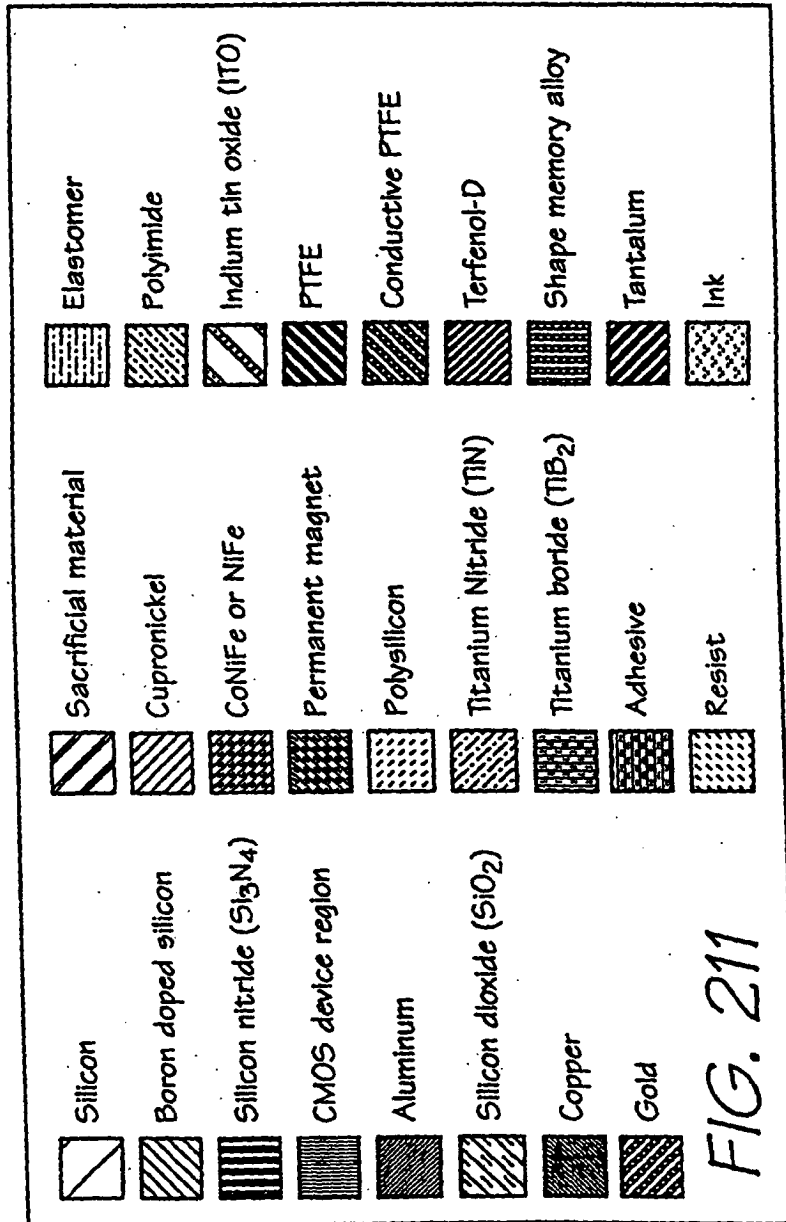 Silicon
Boron doped silicon
Silicon nitride (Si₃N₄)
CMOS device region
Aluminum
Silicon dioxide (SiO₂)
Copper
Gold
Sacrificial material
Cupronickel
CoNiFe or NiFe
Permanent magnet
Polysilicon
Titanium Nitride (TiN)
Titanium boride (TiB₂)
Adhesive
Resist
Elastomer
Polyimide
Indium tin oxide (ITO)
PTFE
Conductive PTFE
Terfenol-D
Shape memory alloy
Tantalum
Ink
FIG. 211